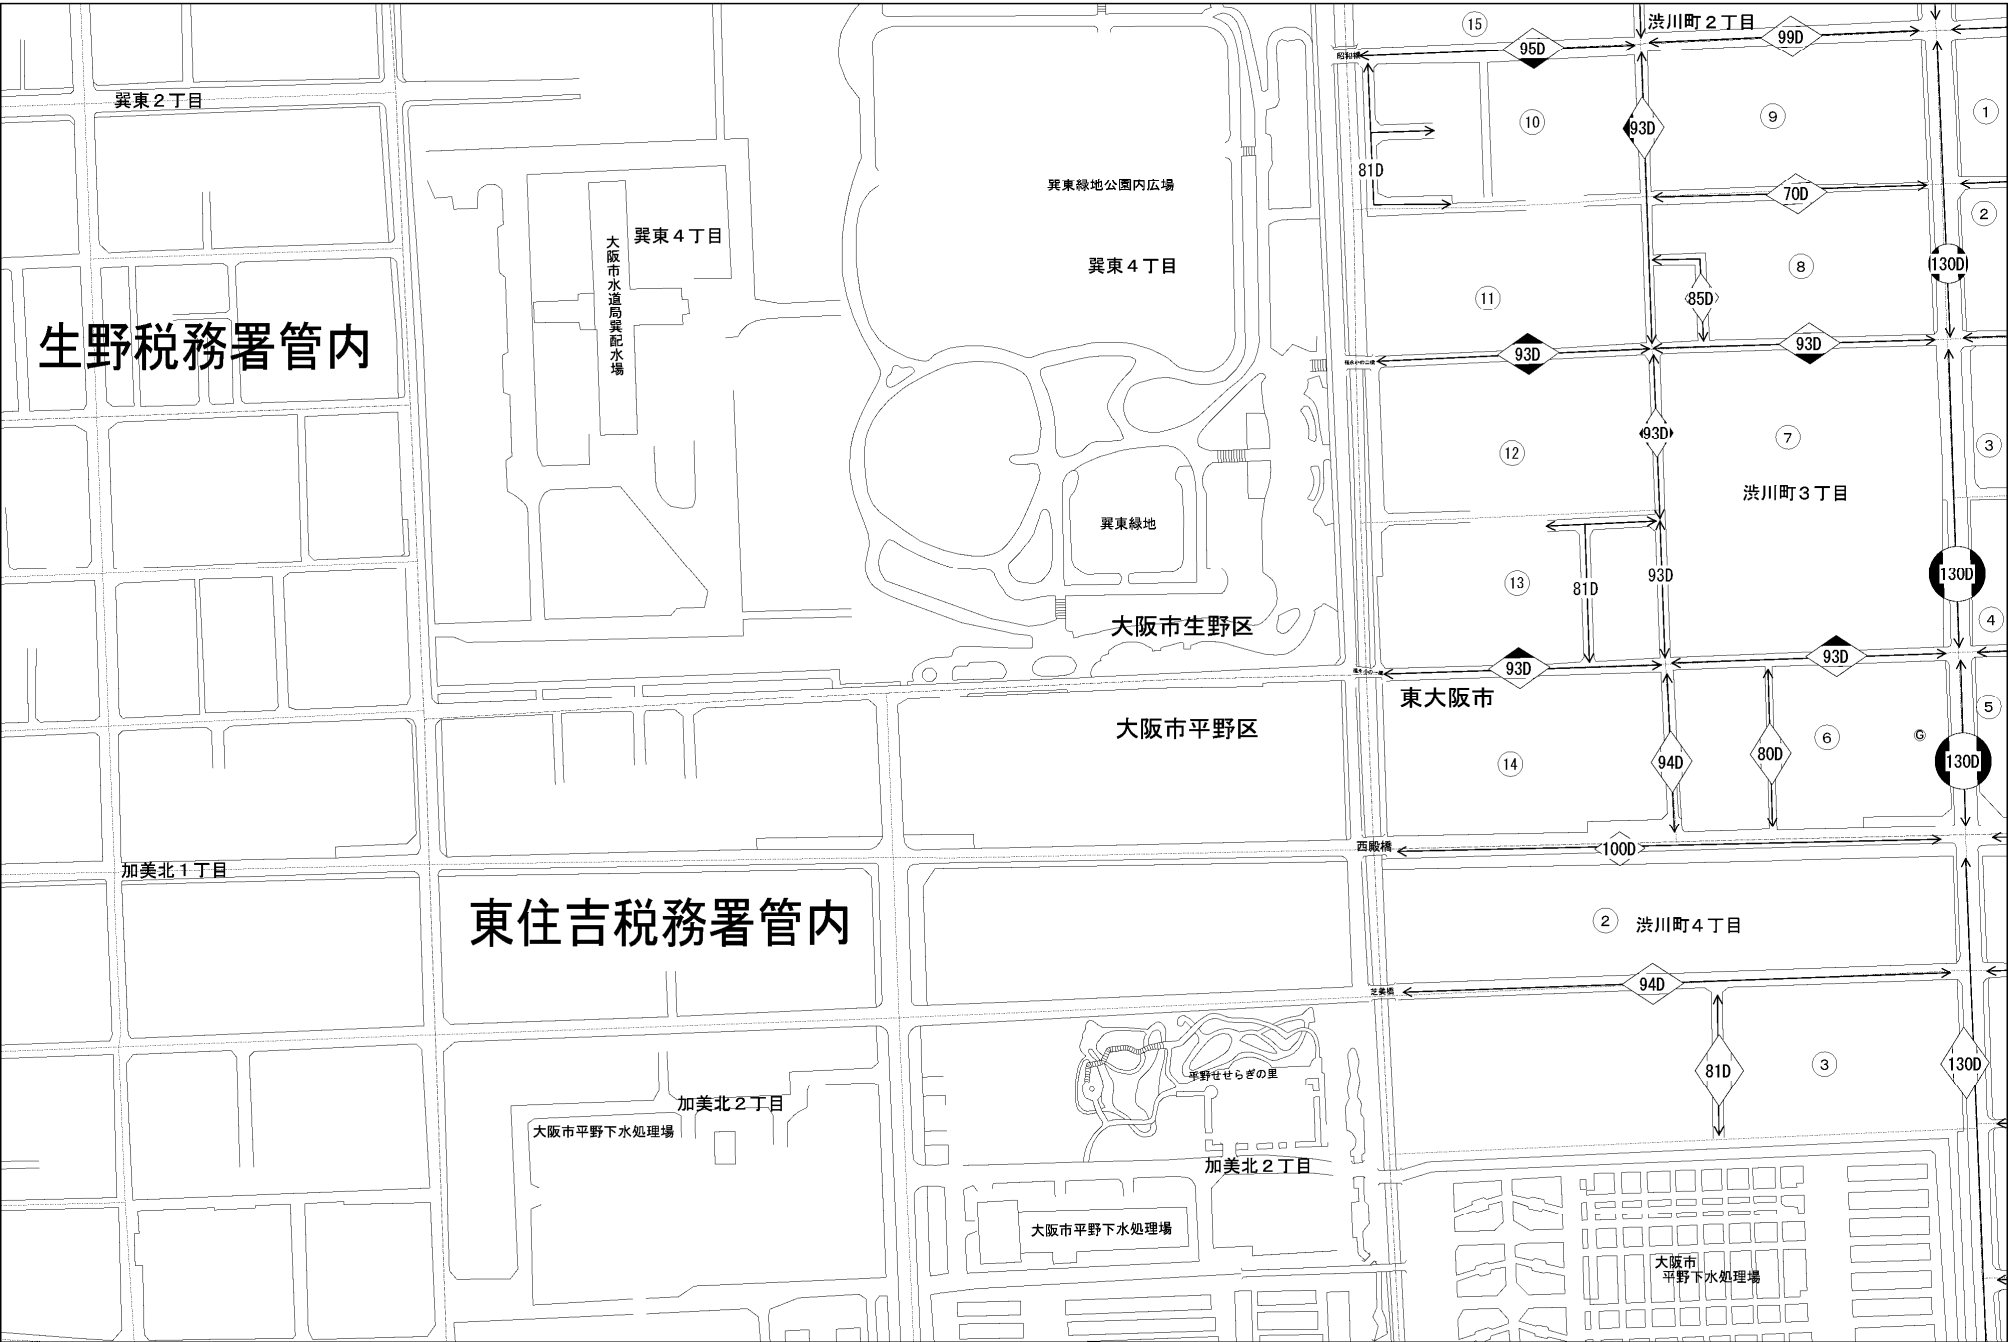 ⑮
渋川町２丁目
95D
99D
昭和橋
巽東２丁目
①
⑩
⑨
93D
81D
巽東緑地公園内広場
70D
②
巽東４丁目
大阪市水道局巽配水場
巽東４丁目
⑧
130D
⑪
85D
生野税務署管内
93D
93D
93D
⑦
③
⑫
渋川町３丁目
巽東緑地
130D
⑬
81D
93D
④
大阪市生野区
93D
93D
東大阪市
⑤
大阪市平野区
⑥
G
⑭
94D
80D
130D
西殿橋
100D
加美北１丁目
東住吉税務署管内
②
渋川町４丁目
94D
③
130D
81D
平野せせらぎの里
加美北２丁目
大阪市平野下水処理場
加美北２丁目
大阪市平野下水処理場
大阪市
平野下水処理場